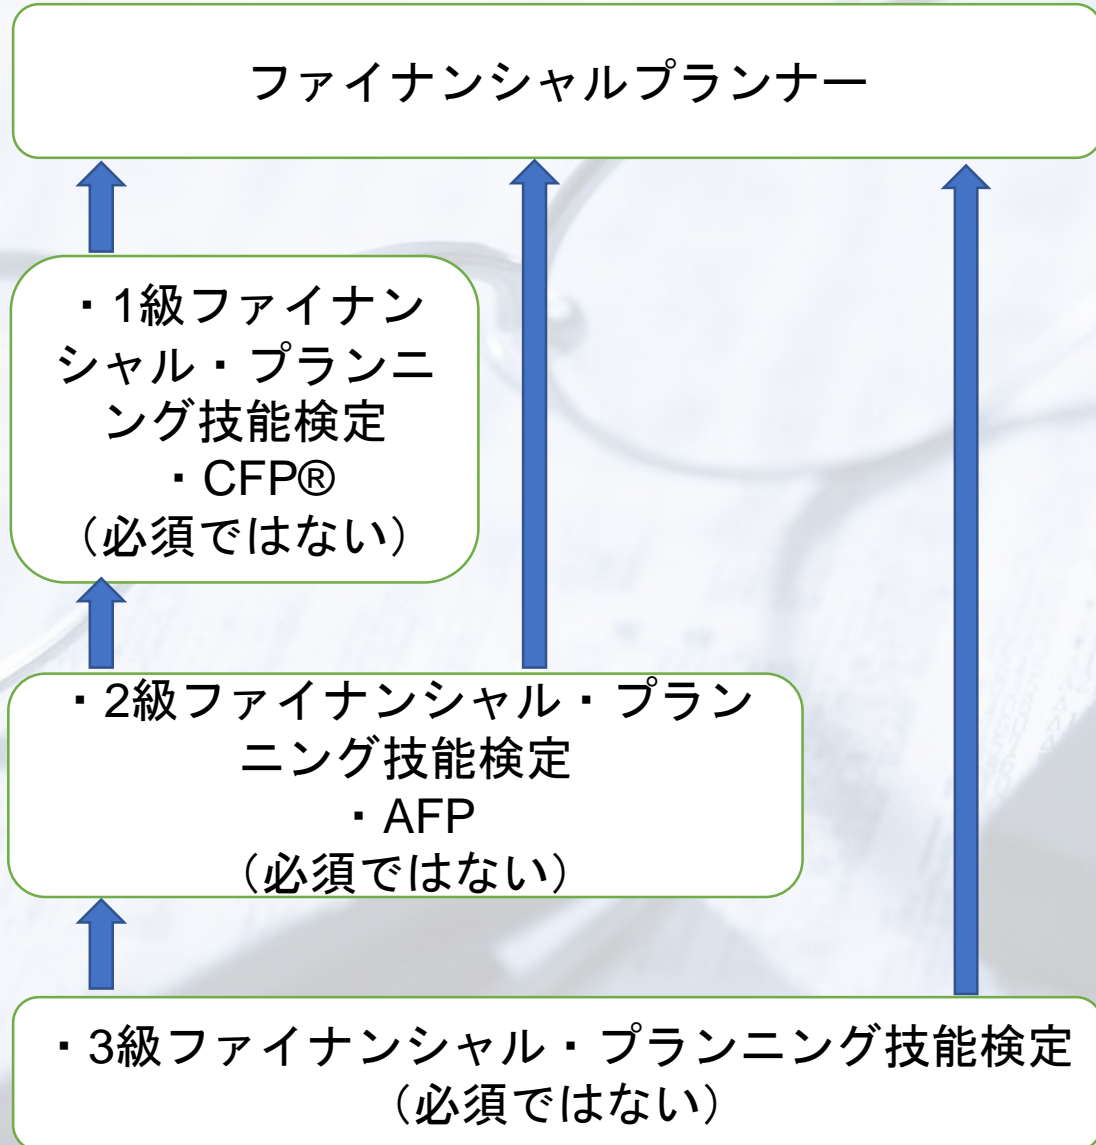 ファイナンシャルプランナー
・1級ファイナン
シャル・プランニ
ング技能検定
・CFP®
（必須ではない）
・2級ファイナンシャル・プラン
ニング技能検定
・AFP
（必須ではない）
・3級ファイナンシャル・プランニング技能検定
（必須ではない）